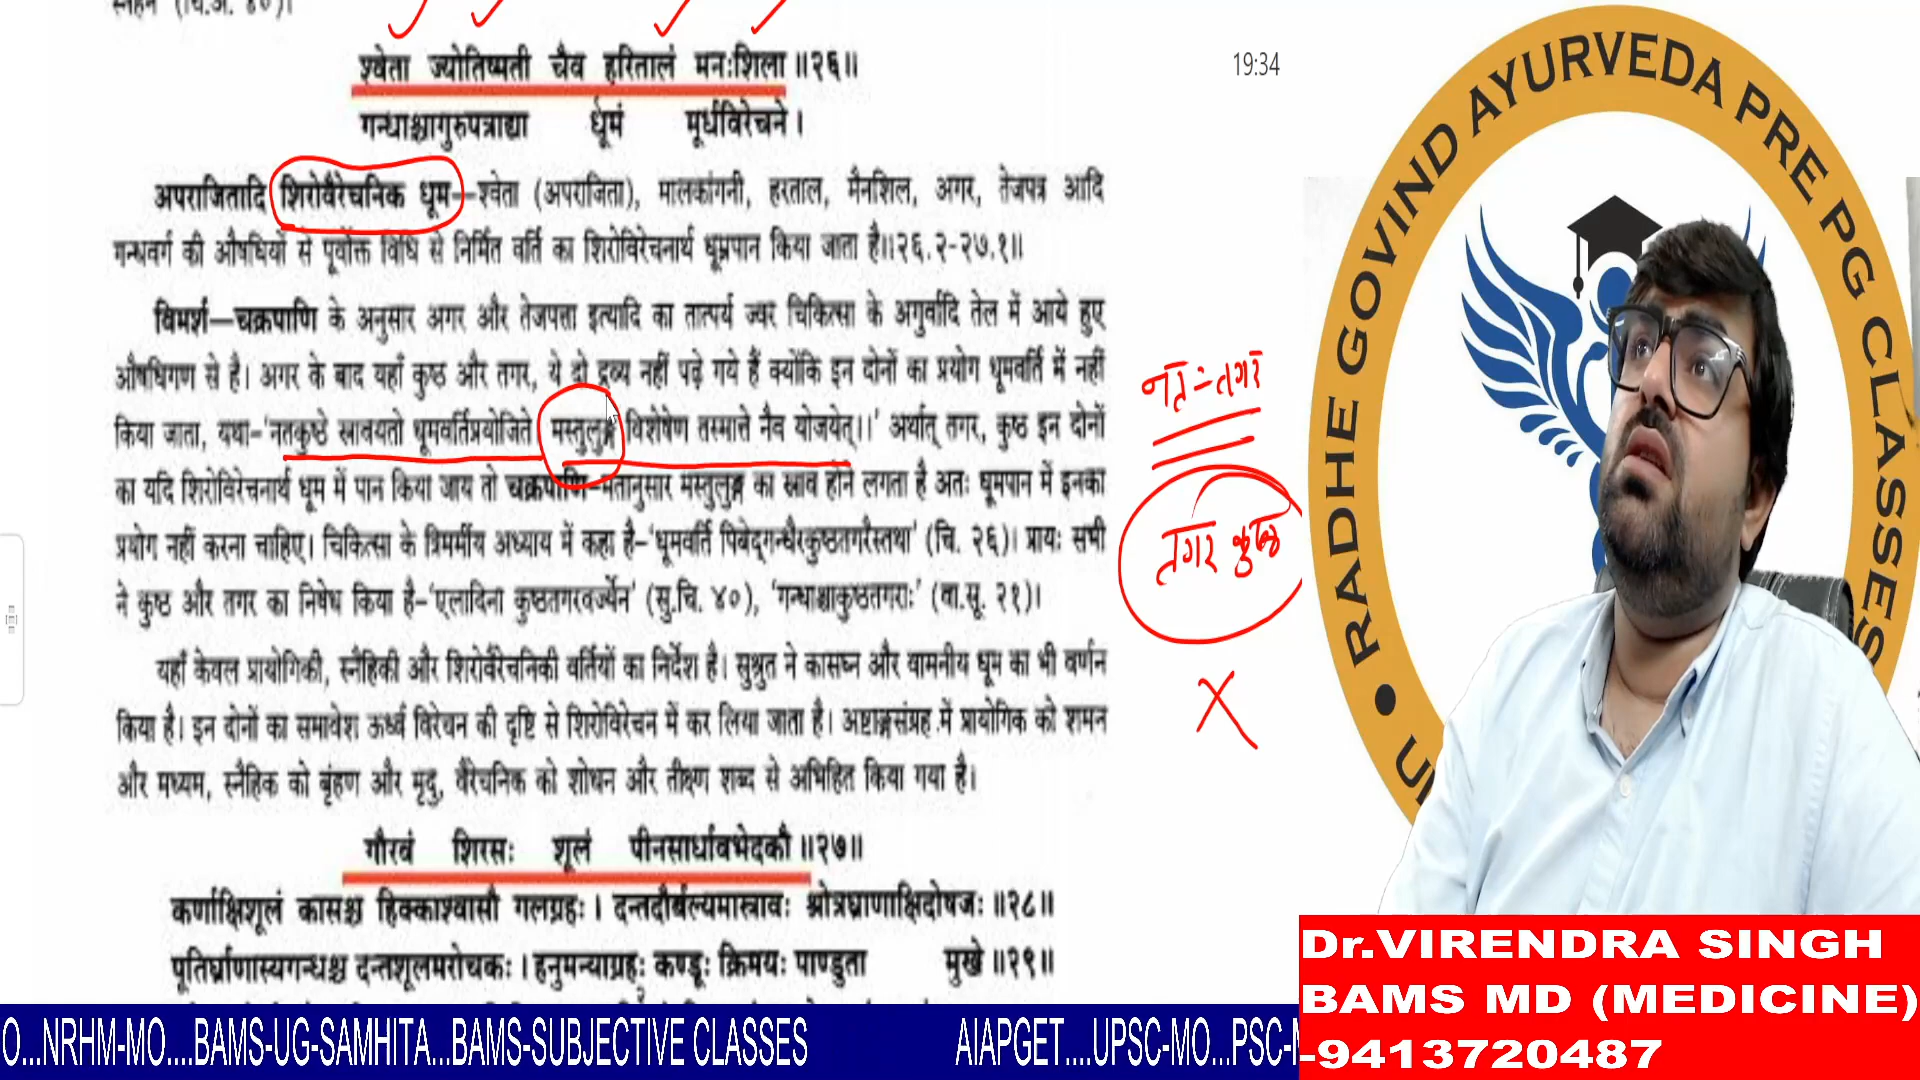 स्नेहन (चि.अ. ४०)।
श्वेता ज्योतिष्मती चैव हरितालं मनःशिला॥२६॥
गन्धाश्चागुरुपत्राद्या धूमं मूर्धविरेचने।
अपराजितादि शिरोवैरेचनिक धूम–श्वेता (अपराजिता), मालकांगनी, हरताल, मैनशिल, अगर, तेजपत्र आदि
गन्धवर्ग की औषधियों से पूर्वोक्त विधि से निर्मित वर्ति का शिरोविरेचनार्थ धूम्रपान किया जाता है॥२६.२-२७.१॥
विमर्श–चक्रपाणि के अनुसार अगर और तेजपत्ता इत्यादि का तात्पर्य ज्वर चिकित्सा के अगुर्वादि तेल में आये हुए
औषधिगण से है। अगर के बाद यहाँ कुष्ठ और तगर, ये दो द्रव्य नहीं पढ़े गये हैं क्योंकि इन दोनों का प्रयोग धूमवर्ति में नहीं
किया जाता, यथा-'नतकुष्ठे स्रावयतो धूमवर्तिप्रयोजिते मस्तुलुङ्ग विशेषेण तस्मात्ते नैव योजयेत्।।' अर्थात् तगर, कुष्ठ इन दोनों
का यदि शिरोविरेचनार्थ धूम में पान किया जाय तो चक्रपाणि-मतानुसार मस्तुलुङ्ग का स्राव होने लगता है अतः धूमपान में इनका
प्रयोग नहीं करना चाहिए। चिकित्सा के त्रिमर्मीय अध्याय में कहा है-'धूमवर्ति पिबेद्गन्धैरकुष्ठतगरैस्तथा' (चि. २६)। प्रायः सभी
ने कुष्ठ और तगर का निषेध किया है-'एलादिना कुष्ठतगरवर्ज्येन' (सु.चि. ४०), 'गन्धाश्चाकुष्ठतगराः' (वा.सू. २१)।
यहाँ केवल प्रायोगिकी, स्नैहिकी और शिरोवैरेचनिकी वर्तियों का निर्देश है। सुश्रुत ने कासघ्न और वामनीय धूम का भी वर्णन
किया है। इन दोनों का समावेश ऊर्ध्व विरेचन की दृष्टि से शिरोविरेचन में कर लिया जाता है। अष्टाङ्गसंग्रह में प्रायोगिक को शमन
और मध्यम, स्नैहिक को बृंहण और मृदु, वैरेचनिक को शोधन और तीक्ष्ण शब्द से अभिहित किया गया है।
गौरवं शिरसः शूलं पीनसार्धावभेदकौ॥२७॥
कर्णाक्षिशूलं कासश्च हिक्काश्वासौ गलग्रहः। दन्तदौर्बल्यमास्रावः श्रोत्रघ्राणाक्षिदोषजः॥२८॥
पूतिर्घ्राणास्यगन्धश्च दन्तशूलमरोचकः। हनुमन्याग्रहः कण्डूः क्रिमयः पाण्डुता मुखे॥२९॥
19:34
नत = तगर
तगर कुष्ठ
RADHE GOVIND AYURVEDA PRE PG CLASSES
Dr.VIRENDRA SINGH
BAMS MD (MEDICINE)
-9413720487
O...NRHM-MO....BAMS-UG-SAMHITA...BAMS-SUBJECTIVE CLASSES AIAPGET....UPSC-MO...PSC-